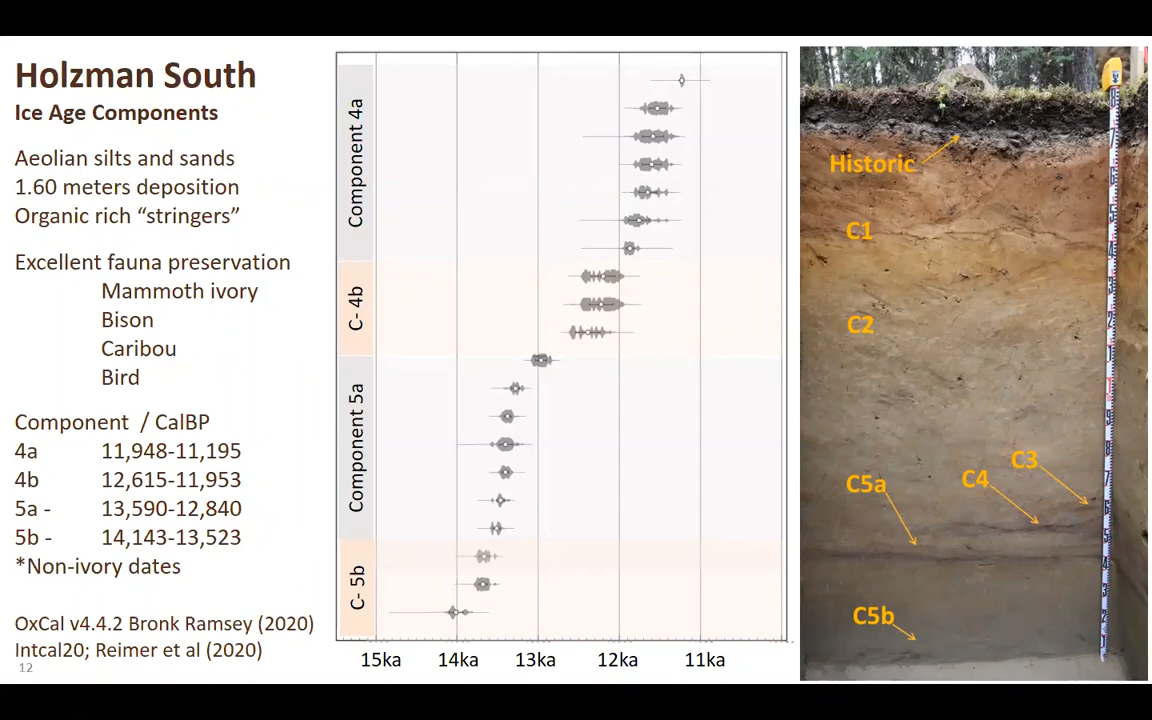 Holzman South
Ice Age Components
Aeolian silts and sands
1.60 meters deposition
Organic rich “stringers”
Excellent fauna preservation
Mammoth ivory
Bison
Caribou
Bird
Component / CalBP
4a 11,948-11,195
4b 12,615-11,953
5a - 13,590-12,840
5b - 14,143-13,523
*Non-ivory dates
OxCal v4.4.2 Bronk Ramsey (2020)
Intcal20; Reimer et al (2020)
12
Component 4a
C- 4b
Component 5a
C- 5b
15ka 14ka 13ka 12ka 11ka
Historic
C1
C2
C3
C4
C5a
C5b